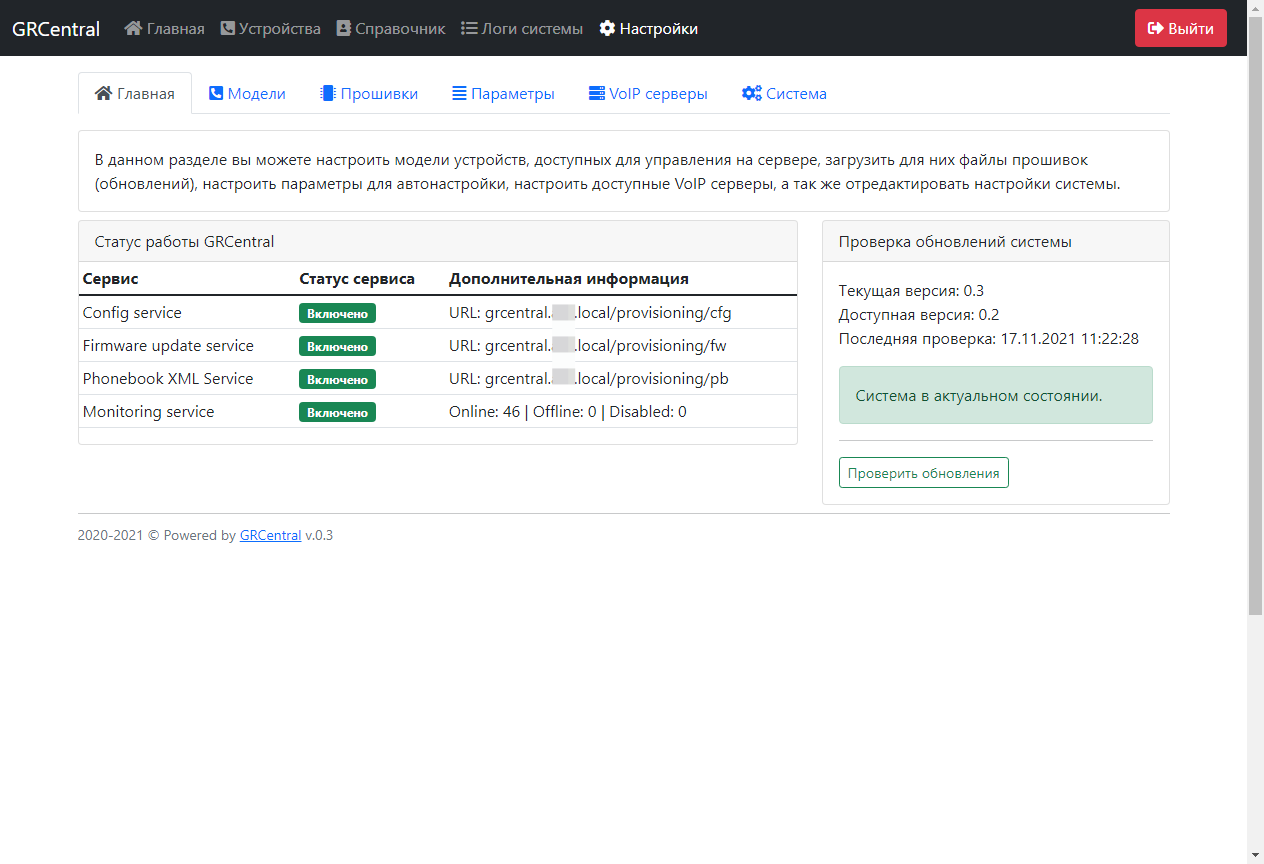 GRCentral Главная Устройства Справочник Логи системы Настройки Выйти
Главная Модели Прошивки Параметры VoIP серверы Система
В данном разделе вы можете настроить модели устройств, доступных для управления на сервере, загрузить для них файлы прошивок
(обновлений), настроить параметры для автонастройки, настроить доступные VoIP серверы, а так же отредактировать настройки системы.
Статус работы GRCentral
Сервис Статус сервиса Дополнительная информация
Config service Включено URL: grcentral. .local/provisioning/cfg
Firmware update service Включено URL: grcentral. .local/provisioning/fw
Phonebook XML Service Включено URL: grcentral. .local/provisioning/pb
Monitoring service Включено Online: 46 | Offline: 0 | Disabled: 0
Проверка обновлений системы
Текущая версия: 0.3
Доступная версия: 0.2
Последняя проверка: 17.11.2021 11:22:28
Система в актуальном состоянии.
Проверить обновления
2020-2021 © Powered by GRCentral v.0.3